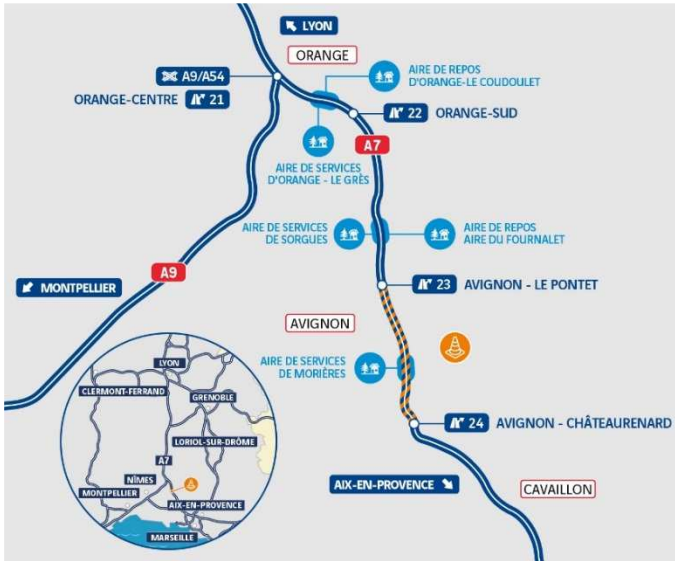 LYON
ORANGE
A9/A54
ORANGE-CENTRE 21
AIRE DE REPOS
D'ORANGE-LE COUDOULET
22 ORANGE-SUD
A7
AIRE DE SERVICES
D'ORANGE - LE GRÈS
AIRE DE SERVICES
DE SORGUES
AIRE DE REPOS
AIRE DU FOURNALET
A9
MONTPELLIER
23 AVIGNON - LE PONTET
AVIGNON
AIRE DE SERVICES
DE MORIÈRES
24 AVIGNON - CHÂTEAURENARD
AIX-EN-PROVENCE
CAVAILLON
LYON
CLERMONT-FERRAND
GRENOBLE
LORIOL-SUR-DRÔME
A7
NÎMES
MONTPELLIER
AIX-EN-PROVENCE
MARSEILLE